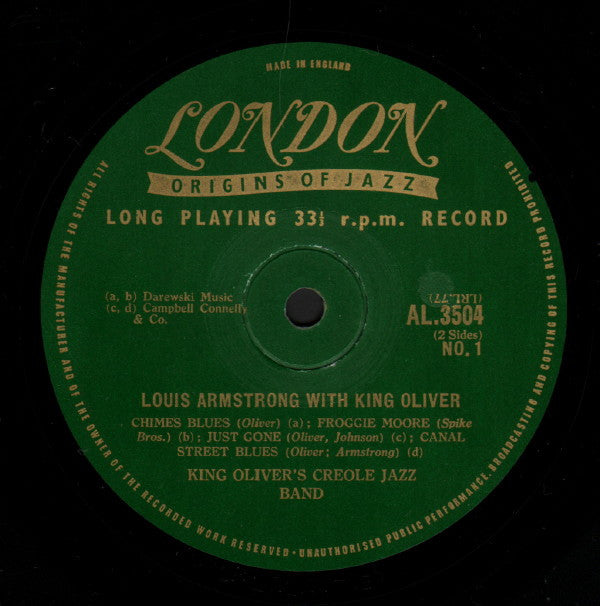 MADE IN ENGLAND
LONDON
ORIGINS OF JAZZ
LONG PLAYING 33⅓ r.p.m. RECORD
(a, b) Darewski Music
(c, d) Campbell Connelly
& Co.
(LRL.77)
AL.3504
(2 Sides)
NO. 1
LOUIS ARMSTRONG WITH KING OLIVER
CHIMES BLUES (Oliver) (a) ; FROGGIE MOORE (Spike
Bros.) (b) ; JUST GONE (Oliver, Johnson) (c) ; CANAL
STREET BLUES (Oliver ; Armstrong) (d)
KING OLIVER'S CREOLE JAZZ
BAND
ALL RIGHTS OF THE MANUFACTURER AND OF THE OWNER OF THE RECORDED WORK RESERVED • UNAUTHORISED PUBLIC PERFORMANCE, BROADCASTING AND COPYING OF THIS RECORD PROHIBITED